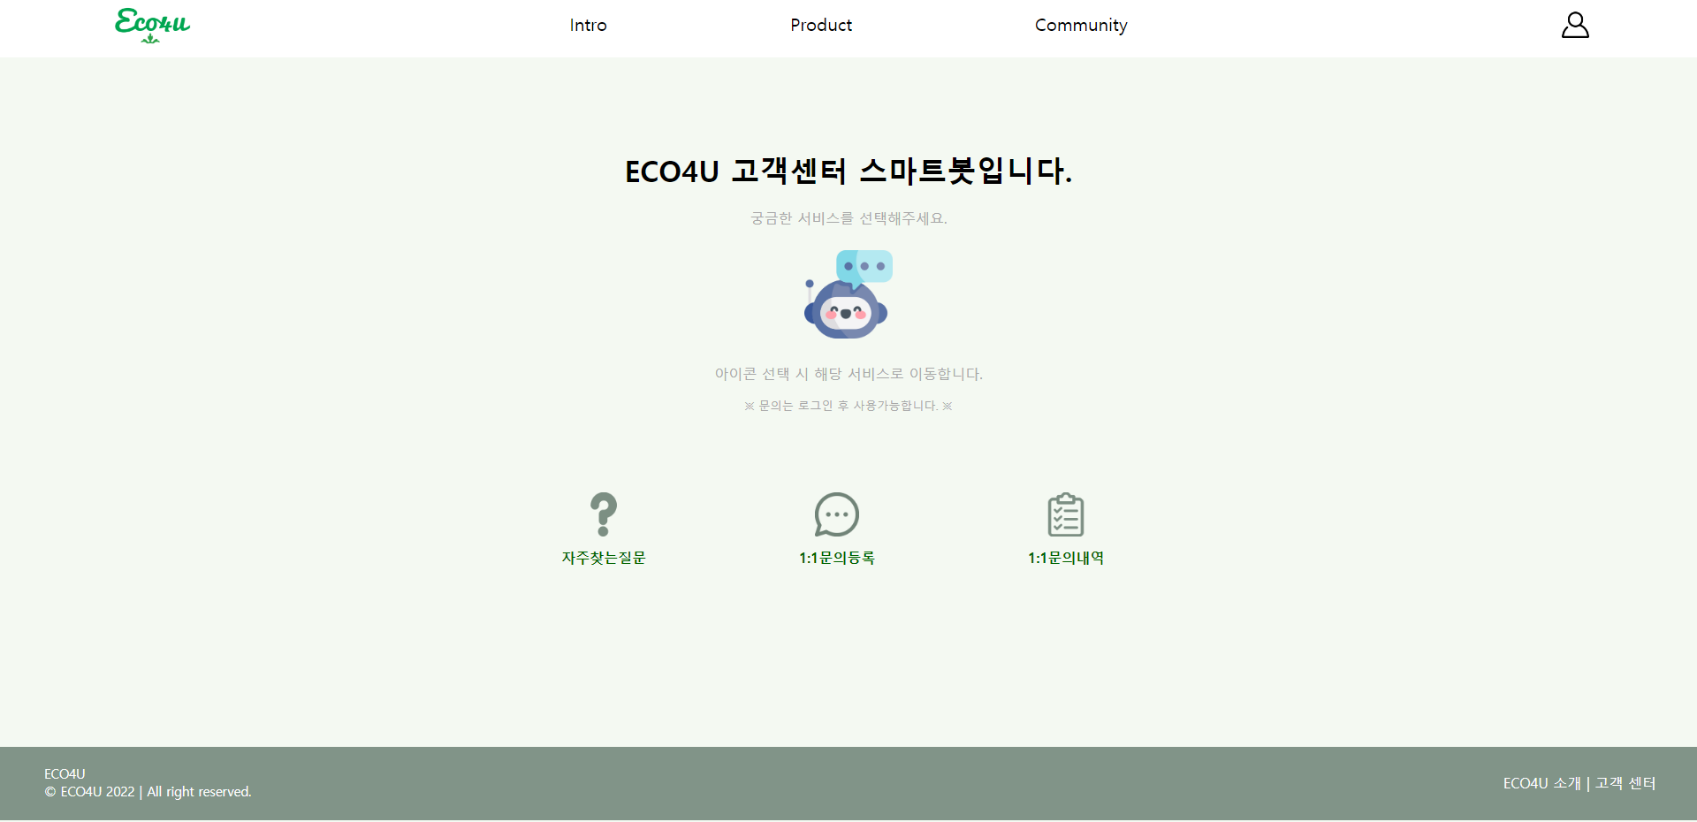 Eco4u
Intro
Product
Community
ECO4U 고객센터 스마트봇입니다.
궁금한 서비스를 선택해주세요.
아이콘 선택 시 해당 서비스로 이동합니다.
※ 문의는 로그인 후 사용가능합니다. ※
자주찾는질문
1:1문의등록
1:1문의내역
ECO4U
© ECO4U 2022 | All right reserved.
ECO4U 소개 | 고객 센터